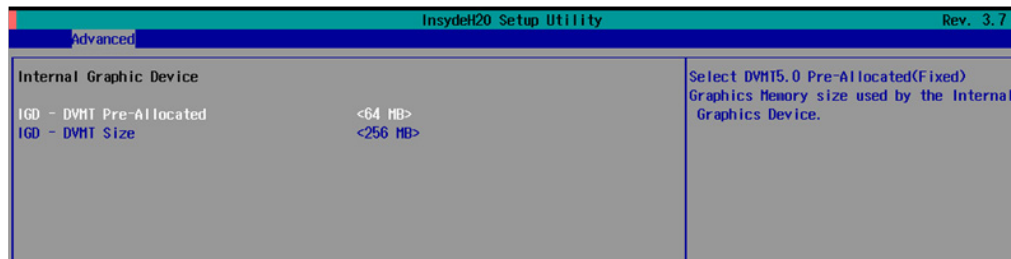 InsydeH20 Setup Utility Rev. 3.7
Advanced
Internal Graphic Device
IGD - DVMT Pre-Allocated <64 MB>
IGD - DVMT Size <256 MB>
Select DVMT5.0 Pre-Allocated(Fixed)
Graphics Memory size used by the Internal
Graphics Device.